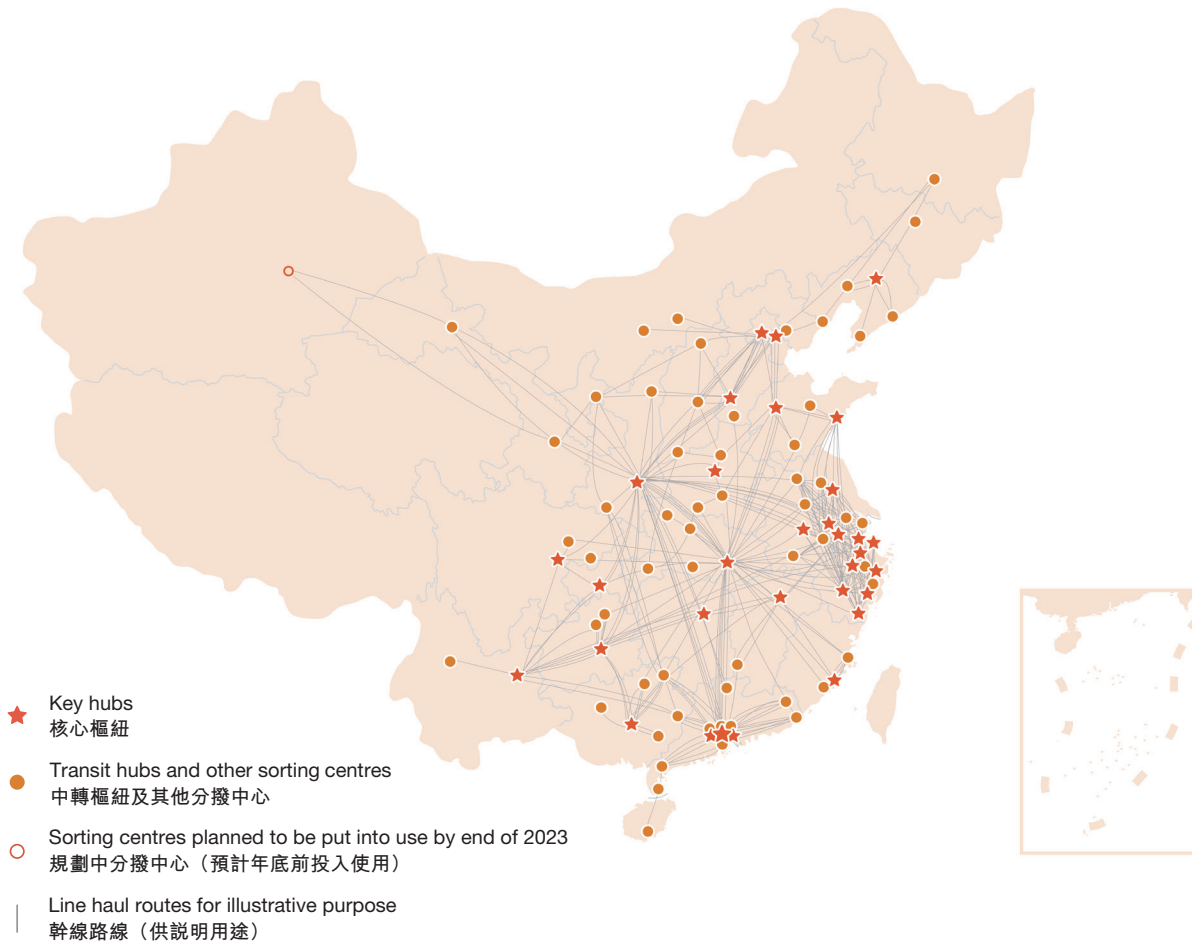 Key hubs
核心樞紐
Transit hubs and other sorting centres
中轉樞紐及其他分撥中心
Sorting centres planned to be put into use by end of 2023
規劃中分撥中心（預計年底前投入使用）
Line haul routes for illustrative purpose
幹線路線（供説明用途）